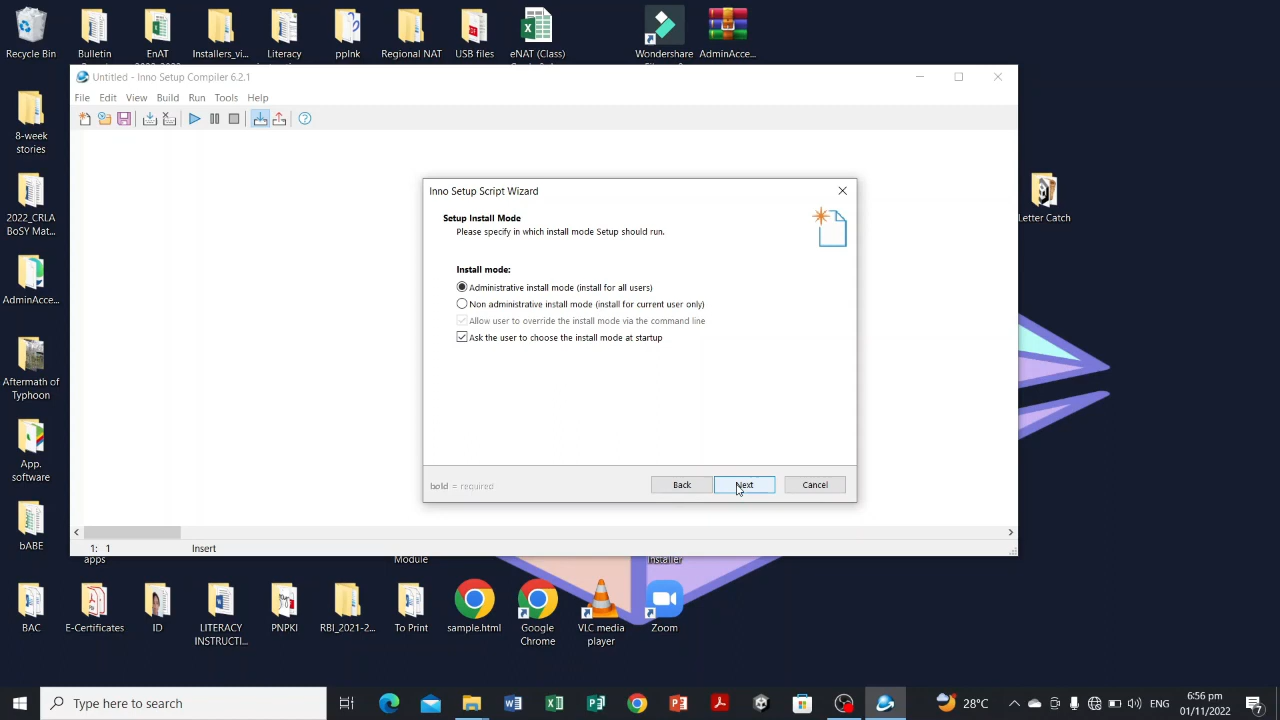 Recycle Bin
Bulletin
EnAT
Installers_vi...
Literacy
ppInk
Regional NAT
USB files
eNAT (Class)
Wondershare
AdminAcce...
Untitled - Inno Setup Compiler 6.2.1
File Edit View Build Run Tools Help
8-week
stories
2022_CRLA
BoSY Mat...
AdminAcce...
Aftermath of
Typhoon
App.
software
bABE
Letter Catch
Inno Setup Script Wizard
Setup Install Mode
Please specify in which install mode Setup should run.
Install mode:
Administrative install mode (install for all users)
Non administrative install mode (install for current user only)
Allow user to override the install mode via the command line
Ask the user to choose the install mode at startup
bold = required
Back
Next
Cancel
1: 1
Insert
apps
Module
Installer
BAC
E-Certificates
ID
LITERACY
INSTRUCTI...
PNPKI
RBI_2021-2...
To Print
sample.html
Google
Chrome
VLC media
player
Zoom
Type here to search
28°C
ENG
6:56 pm
01/11/2022
7